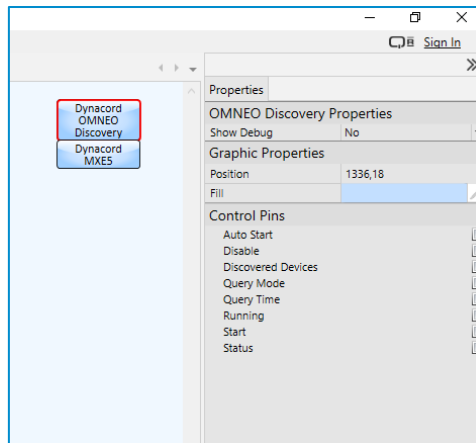 Sign In
Properties
Dynacord
OMNEO
Discovery
Dynacord
MXE5
OMNEO Discovery Properties
Show Debug No
Graphic Properties
Position 1336,18
Fill
Control Pins
Auto Start
Disable
Discovered Devices
Query Mode
Query Time
Running
Start
Status